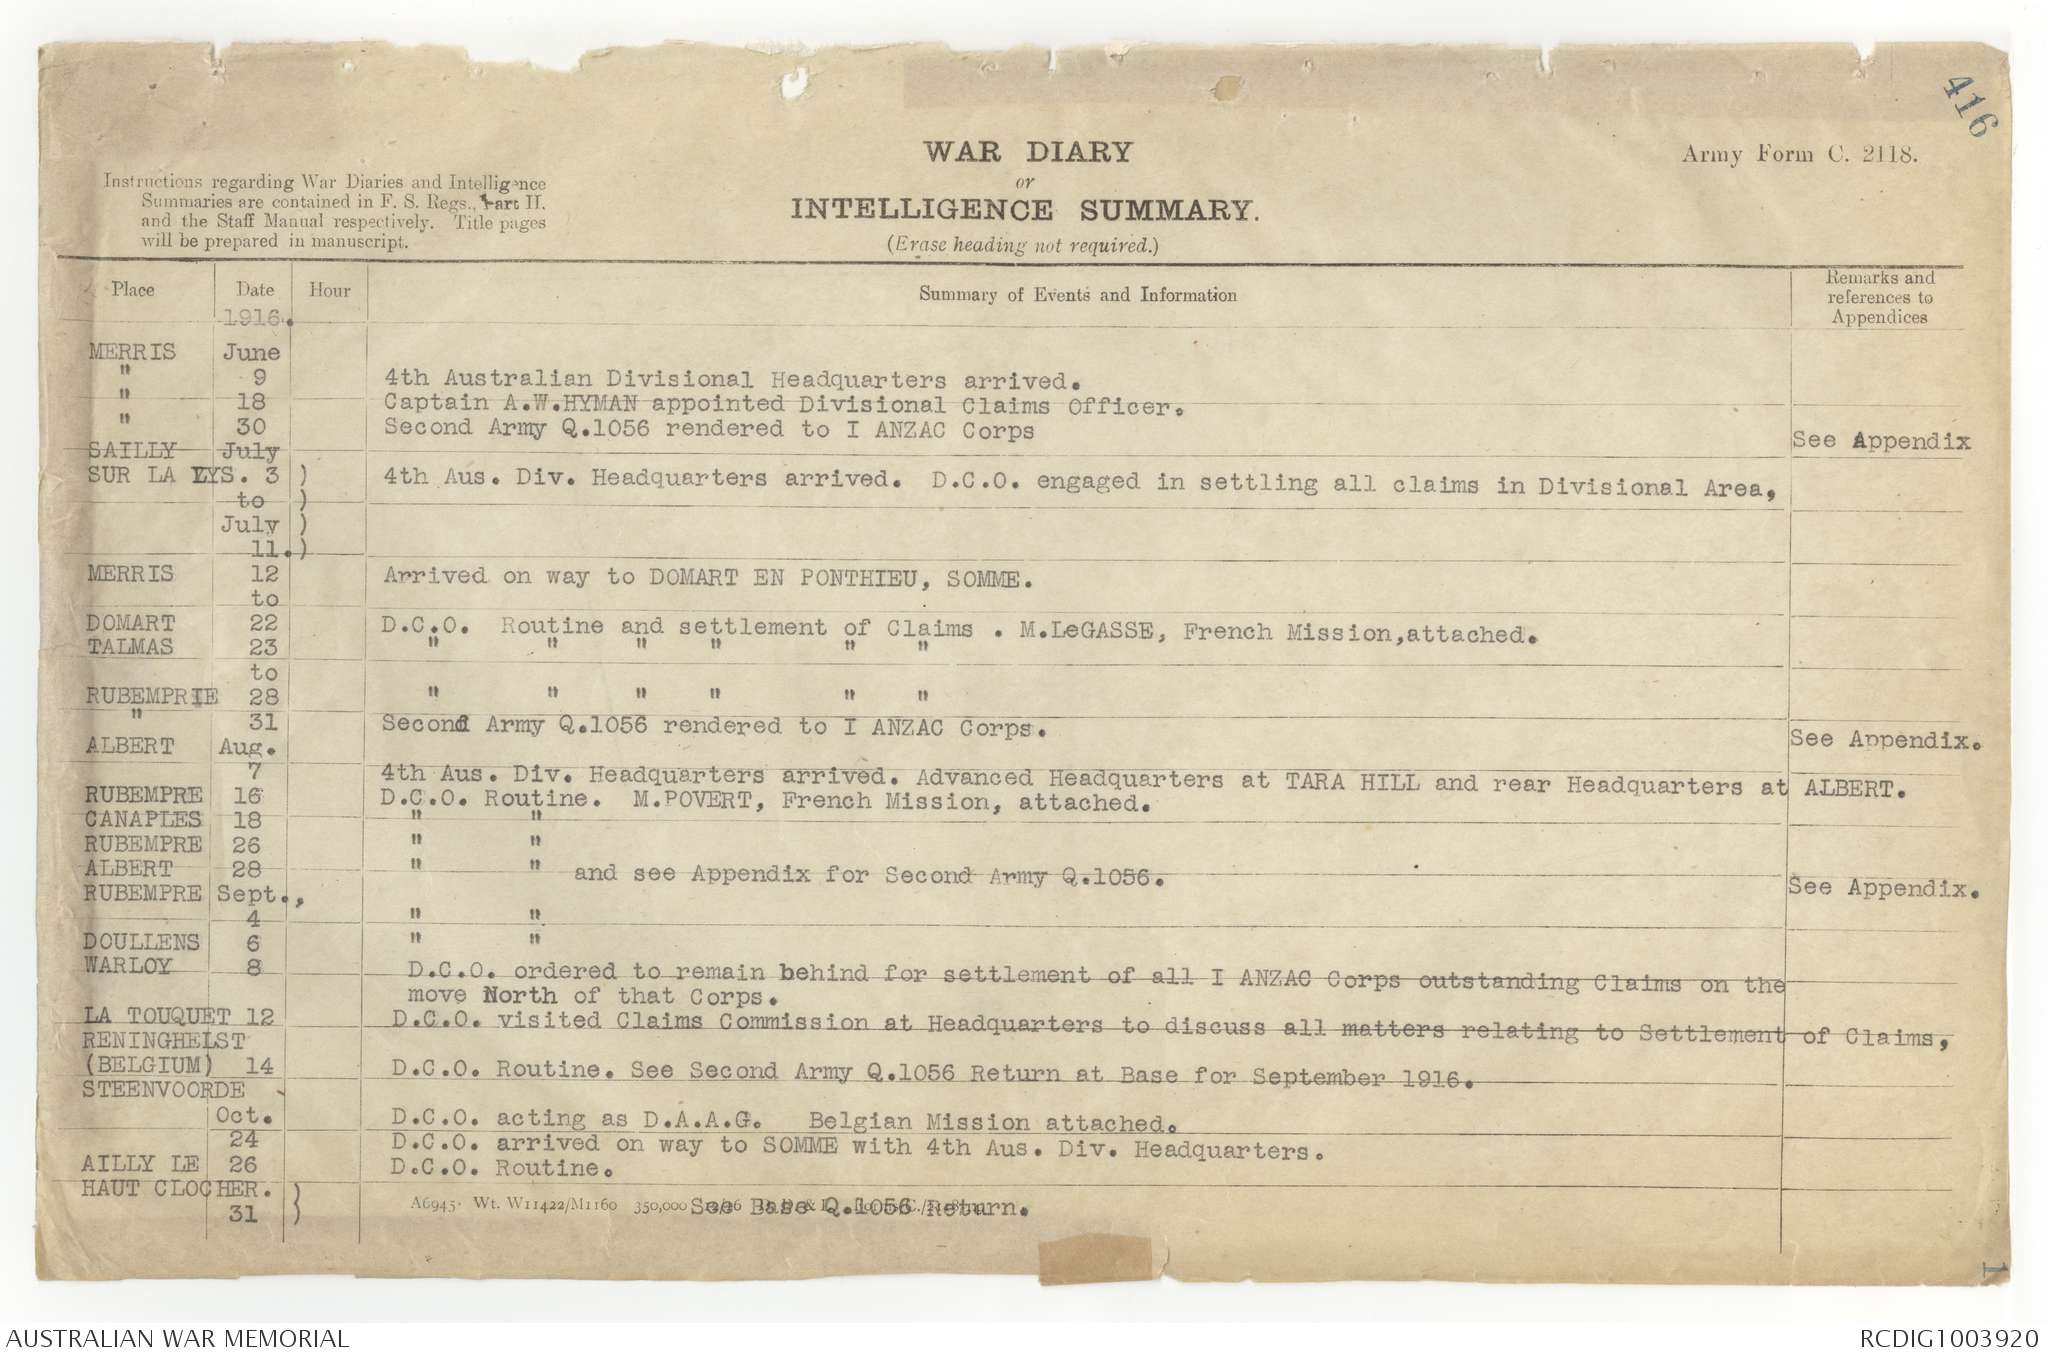 416
WAR DIARY
or
INTELLIGENCE SUMMARY.
(Erase heading not required.)
Army Form C. 2118.
Instructions regarding War Diaries and Intelligence
Summaries are contained in F. S. Regs., Part II.
and the Staff Manual respectively. Title pages
will be prepared in manuscript.
Place Date Hour Summary of Events and Information Remarks and references to Appendices
1916.
MERRIS June
" 9 4th Australian Divisional Headquarters arrived.
" 18 Captain A.W.HYMAN appointed Divisional Claims Officer.
" 30 Second Army Q.1056 rendered to I ANZAC Corps See Appendix
SAILLY July
SUR LA LYS. 3 ) 4th Aus. Div. Headquarters arrived. D.C.O. engaged in settling all claims in Divisional Area,
to )
July )
11. )
MERRIS 12 Arrived on way to DOMART EN PONTHIEU, SOMME.
to
DOMART 22 D.C.O. Routine and settlement of Claims . M.LeGASSE, French Mission,attached.
TALMAS 23 " " " " " "
to
RUBEMPRIE 28 " " " " " "
" 31 Second Army Q.1056 rendered to I ANZAC Corps. See Appendix.
ALBERT Aug.
7 4th Aus. Div. Headquarters arrived. Advanced Headquarters at TARA HILL and rear Headquarters at ALBERT.
RUBEMPRE 16 D.C.O. Routine. M.POVERT, French Mission, attached.
CANAPLES 18 " "
RUBEMPRE 26 " "
ALBERT 28 " " and see Appendix for Second Army Q.1056. See Appendix.
RUBEMPRE Sept.,
4 " "
DOULLENS 6 " "
WARLOY 8 D.C.O. ordered to remain behind for settlement of all I ANZAC Corps outstanding Claims on the
move North of that Corps.
LA TOUQUET 12 D.C.O. visited Claims Commission at Headquarters to discuss all matters relating to Settlement of Claims,
RENINGHELST
(BELGIUM) 14 D.C.O. Routine. See Second Army Q.1056 Return at Base for September 1916.
STEENVOORDE
Oct. D.C.O. acting as D.A.A.G. Belgian Mission attached.
24 D.C.O. arrived on way to SOMME with 4th Aus. Div. Headquarters.
AILLY LE 26 D.C.O. Routine.
HAUT CLOCHER. )
31 ) See Base Q.1056 Return.
A6945. Wt. W11422/M1160 350,000
1
AUSTRALIAN WAR MEMORIAL
RCDIG1003920